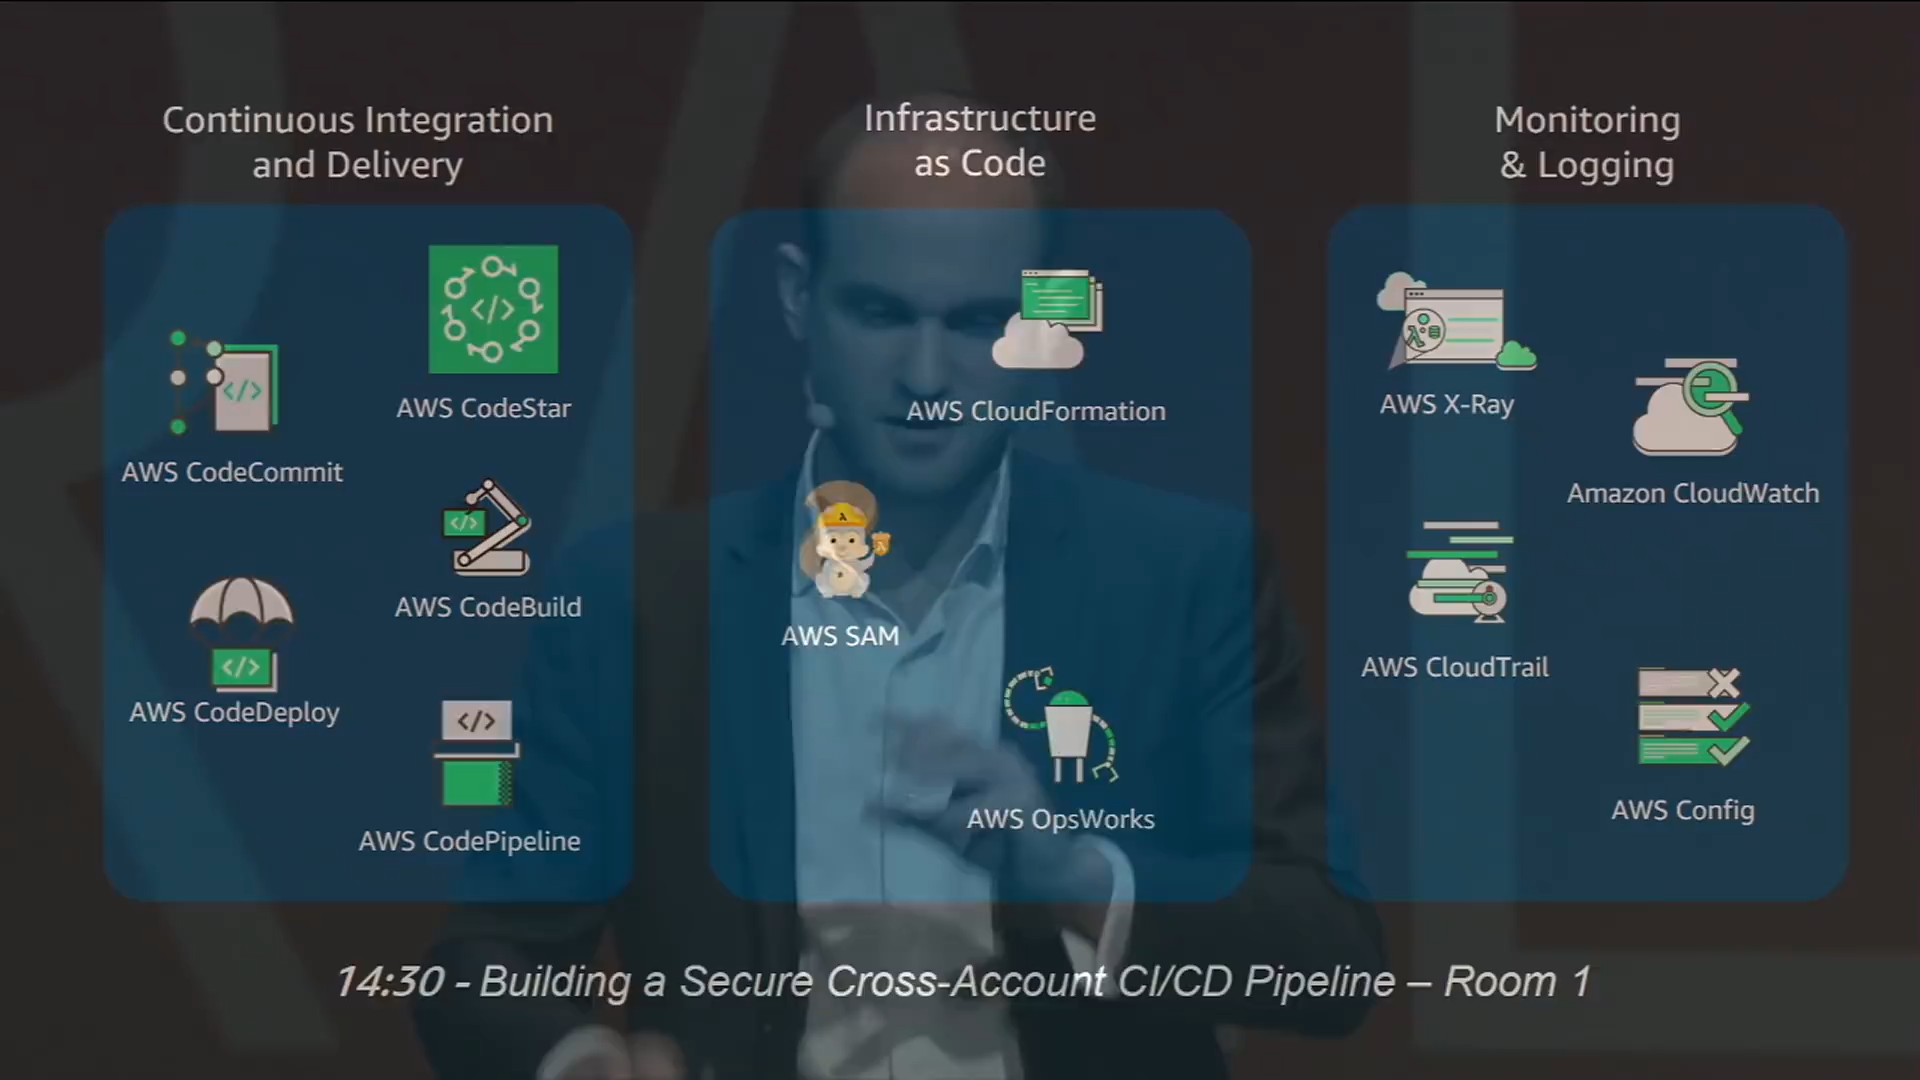 Continuous Integration
and Delivery
AWS CodeStar
AWS CodeCommit
AWS CodeBuild
AWS CodeDeploy
AWS CodePipeline
Infrastructure
as Code
AWS CloudFormation
AWS SAM
AWS OpsWorks
Monitoring
& Logging
AWS X-Ray
Amazon CloudWatch
AWS CloudTrail
AWS Config
14:30 - Building a Secure Cross-Account CI/CD Pipeline – Room 1